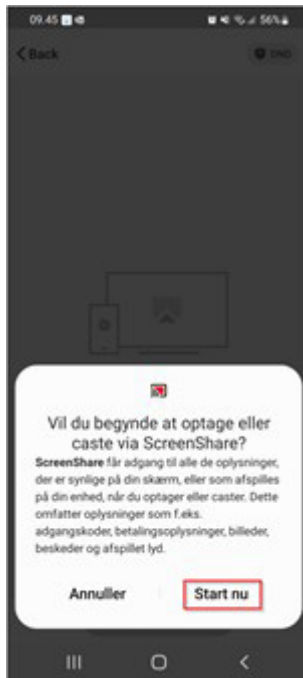 09.45 56%
< Back DND
Vil du begynde at optage eller
caste via ScreenShare?
ScreenShare får adgang til alle de oplysninger,
der er synlige på din skærm, eller som afspilles
på din enhed, når du optager eller caster. Dette
omfatter oplysninger som f.eks.
adgangskoder, betalingsoplysninger, billeder,
beskeder og afspillet lyd.
Annuller Start nu